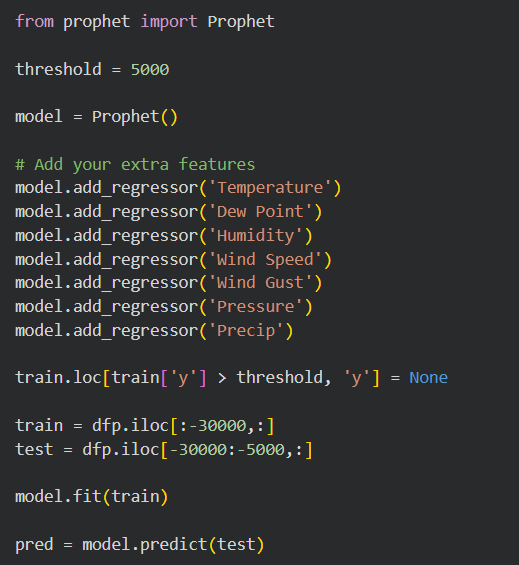 from prophet import Prophet
threshold = 5000
model = Prophet()
# Add your extra features
model.add_regressor('Temperature')
model.add_regressor('Dew Point')
model.add_regressor('Humidity')
model.add_regressor('Wind Speed')
model.add_regressor('Wind Gust')
model.add_regressor('Pressure')
model.add_regressor('Precip')
train.loc[train['y'] > threshold, 'y'] = None
train = dfp.iloc[:-30000,:]
test = dfp.iloc[-30000:-5000,:]
model.fit(train)
pred = model.predict(test)